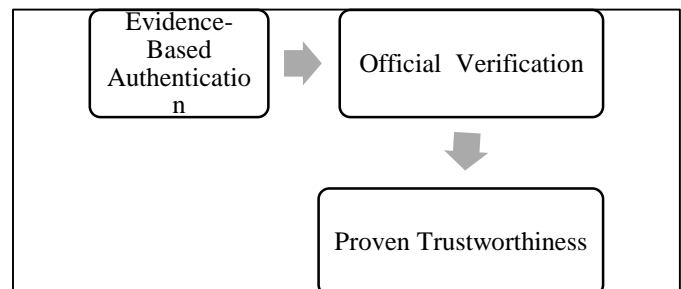 Evidence-
Based
Authenticatio
n
Official Verification
Proven Trustworthiness